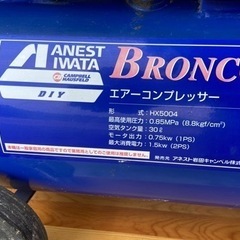 ANEST
IWATA
CAMPBELL
HAUSFELD
DIY
BRONC
エアーコンプレッサー
形 式：HX5004
最高使用圧力：0.85MPa (8.8kgf/cm²)
空気タンク量：30ℓ
モータ出力：0.75kw (1PS)
最大消費電力：1.5kw (2PS)
発売元 アネスト岩田キャンベル株式会